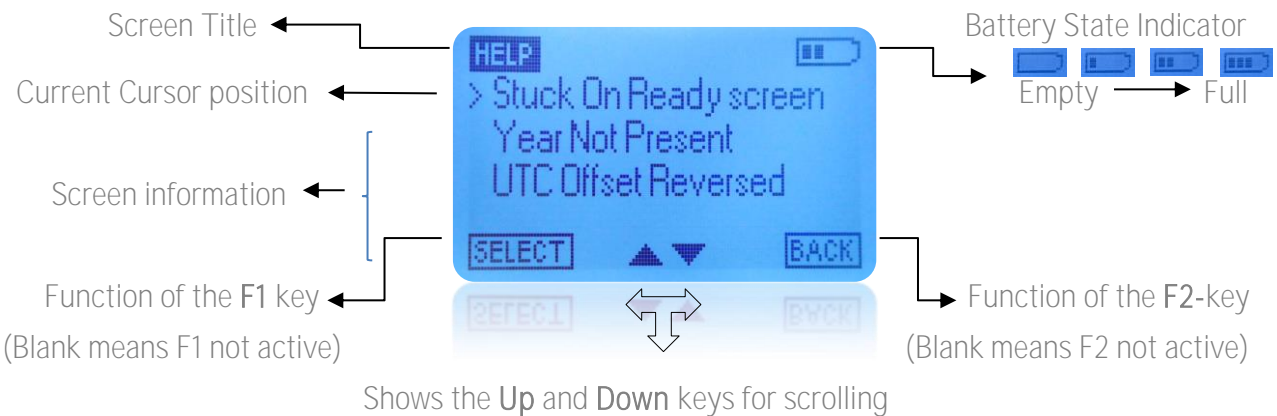 Screen Title
Battery State Indicator
HELP
Current Cursor position
> Stuck On Ready screen
Empty
Full
Year Not Present
Screen information
UTC Offset Reversed
SELECT
BACK
Function of the F1 key
(Blank means F1 not active)
Function of the F2-key
(Blank means F2 not active)
SELECT
BACK
Shows the Up and Down keys for scrolling